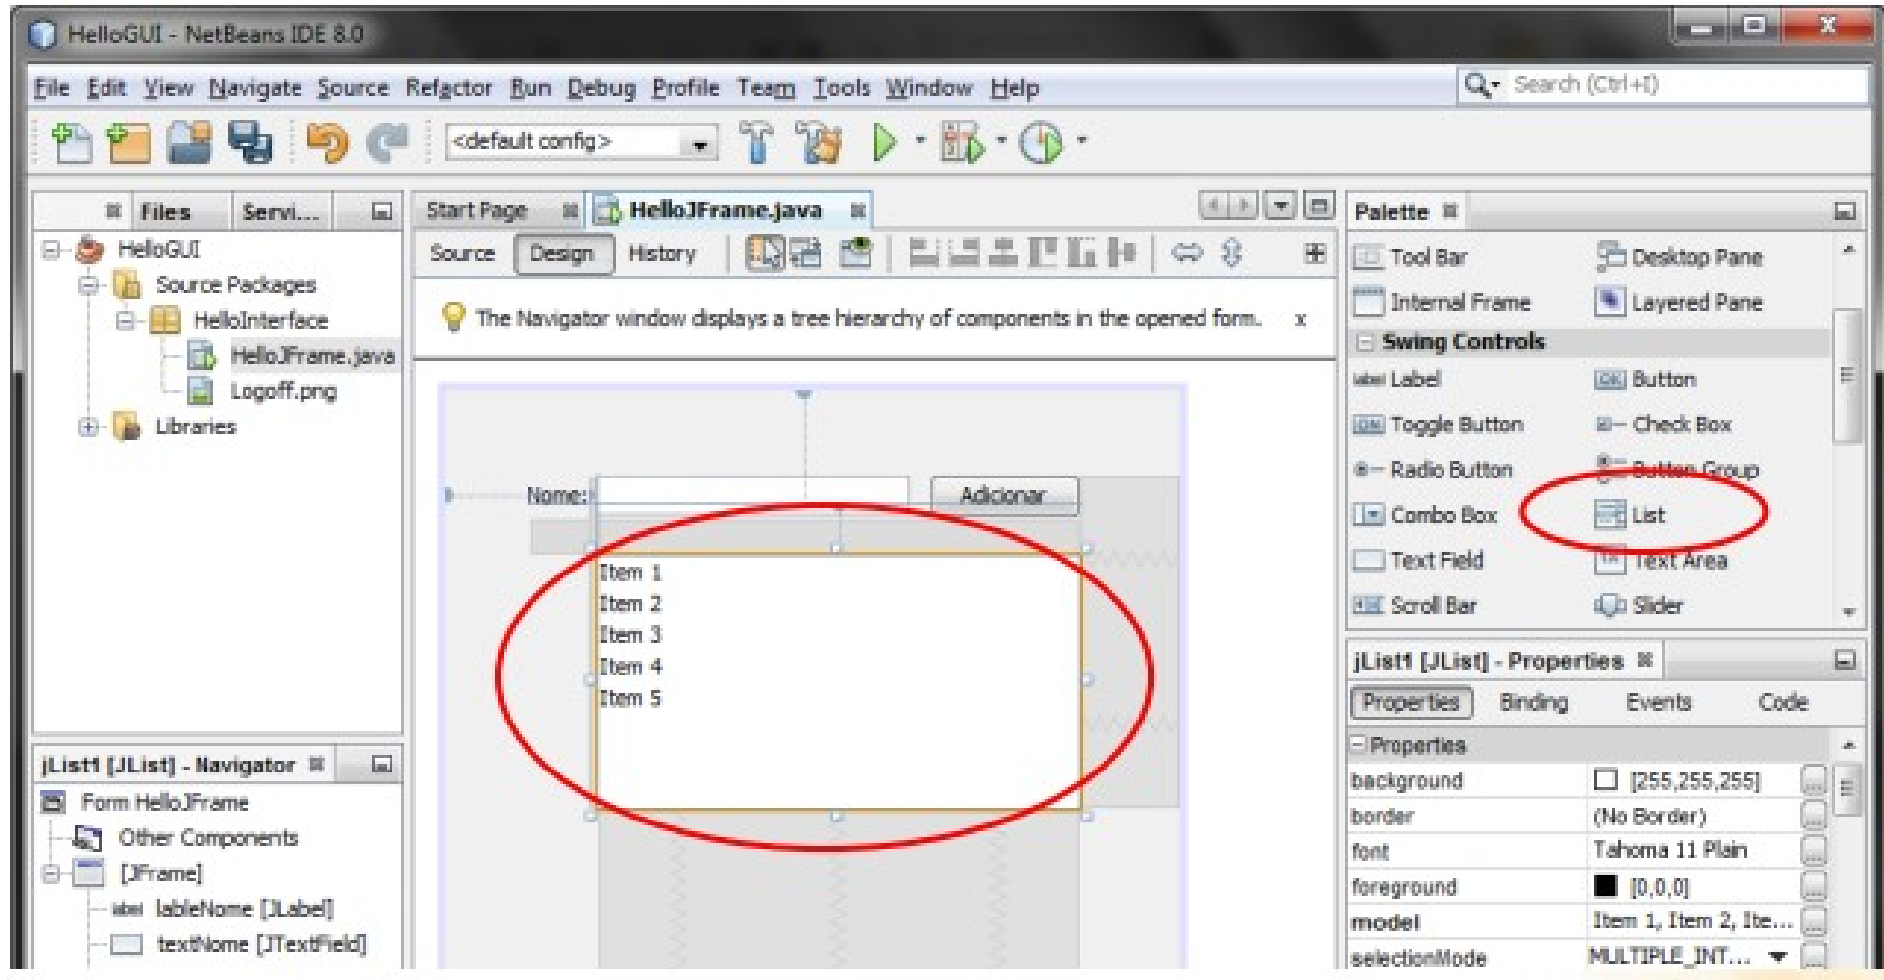 HelloGUI - NetBeans IDE 8.0
File Edit View Navigate Source Refactor Run Debug Profile Team Tools Window Help
Search (Ctrl+I)
<default config>
Files Servi...
HelloGUI
Source Packages
HelloInterface
HelloJFrame.java
Logoff.png
Libraries
jList1 [JList] - Navigator
Form HelloJFrame
Other Components
[JFrame]
label lableNome [JLabel]
textNome [JTextField]
Start Page HelloJFrame.java
Source Design History
The Navigator window displays a tree hierarchy of components in the opened form. x
Nome: Adicionar
Item 1
Item 2
Item 3
Item 4
Item 5
Palette
Tool Bar Desktop Pane
Internal Frame Layered Pane
Swing Controls
label Label OK Button
ON Toggle Button Check Box
Radio Button Button Group
Combo Box List
Text Field Text Area
Scroll Bar Slider
jList1 [JList] - Properties
Properties Binding Events Code
Properties
background [255,255,255] ...
border (No Border) ...
font Tahoma 11 Plain ...
foreground [0,0,0] ...
model Item 1, Item 2, Ite... ...
selectionMode MULTIPLE_INT... ...